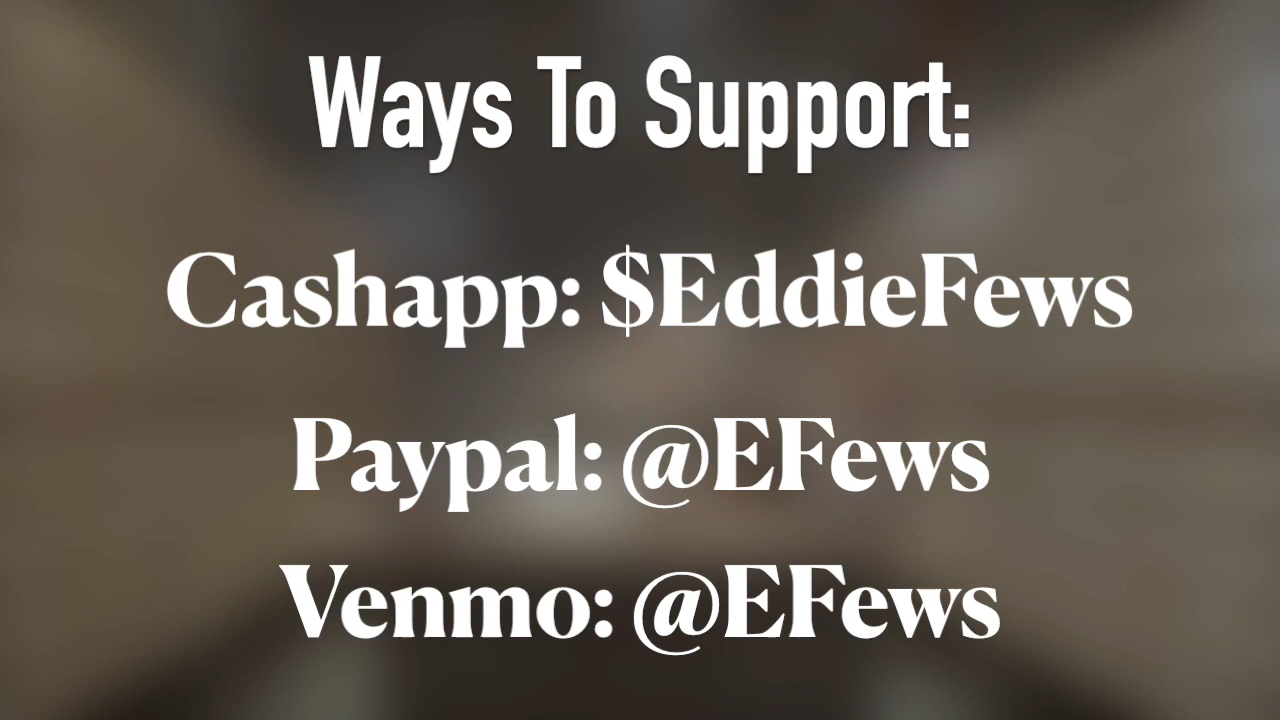 Ways To Support:
Cashapp: $EddieFews
Paypal: @EFews
Venmo: @EFews